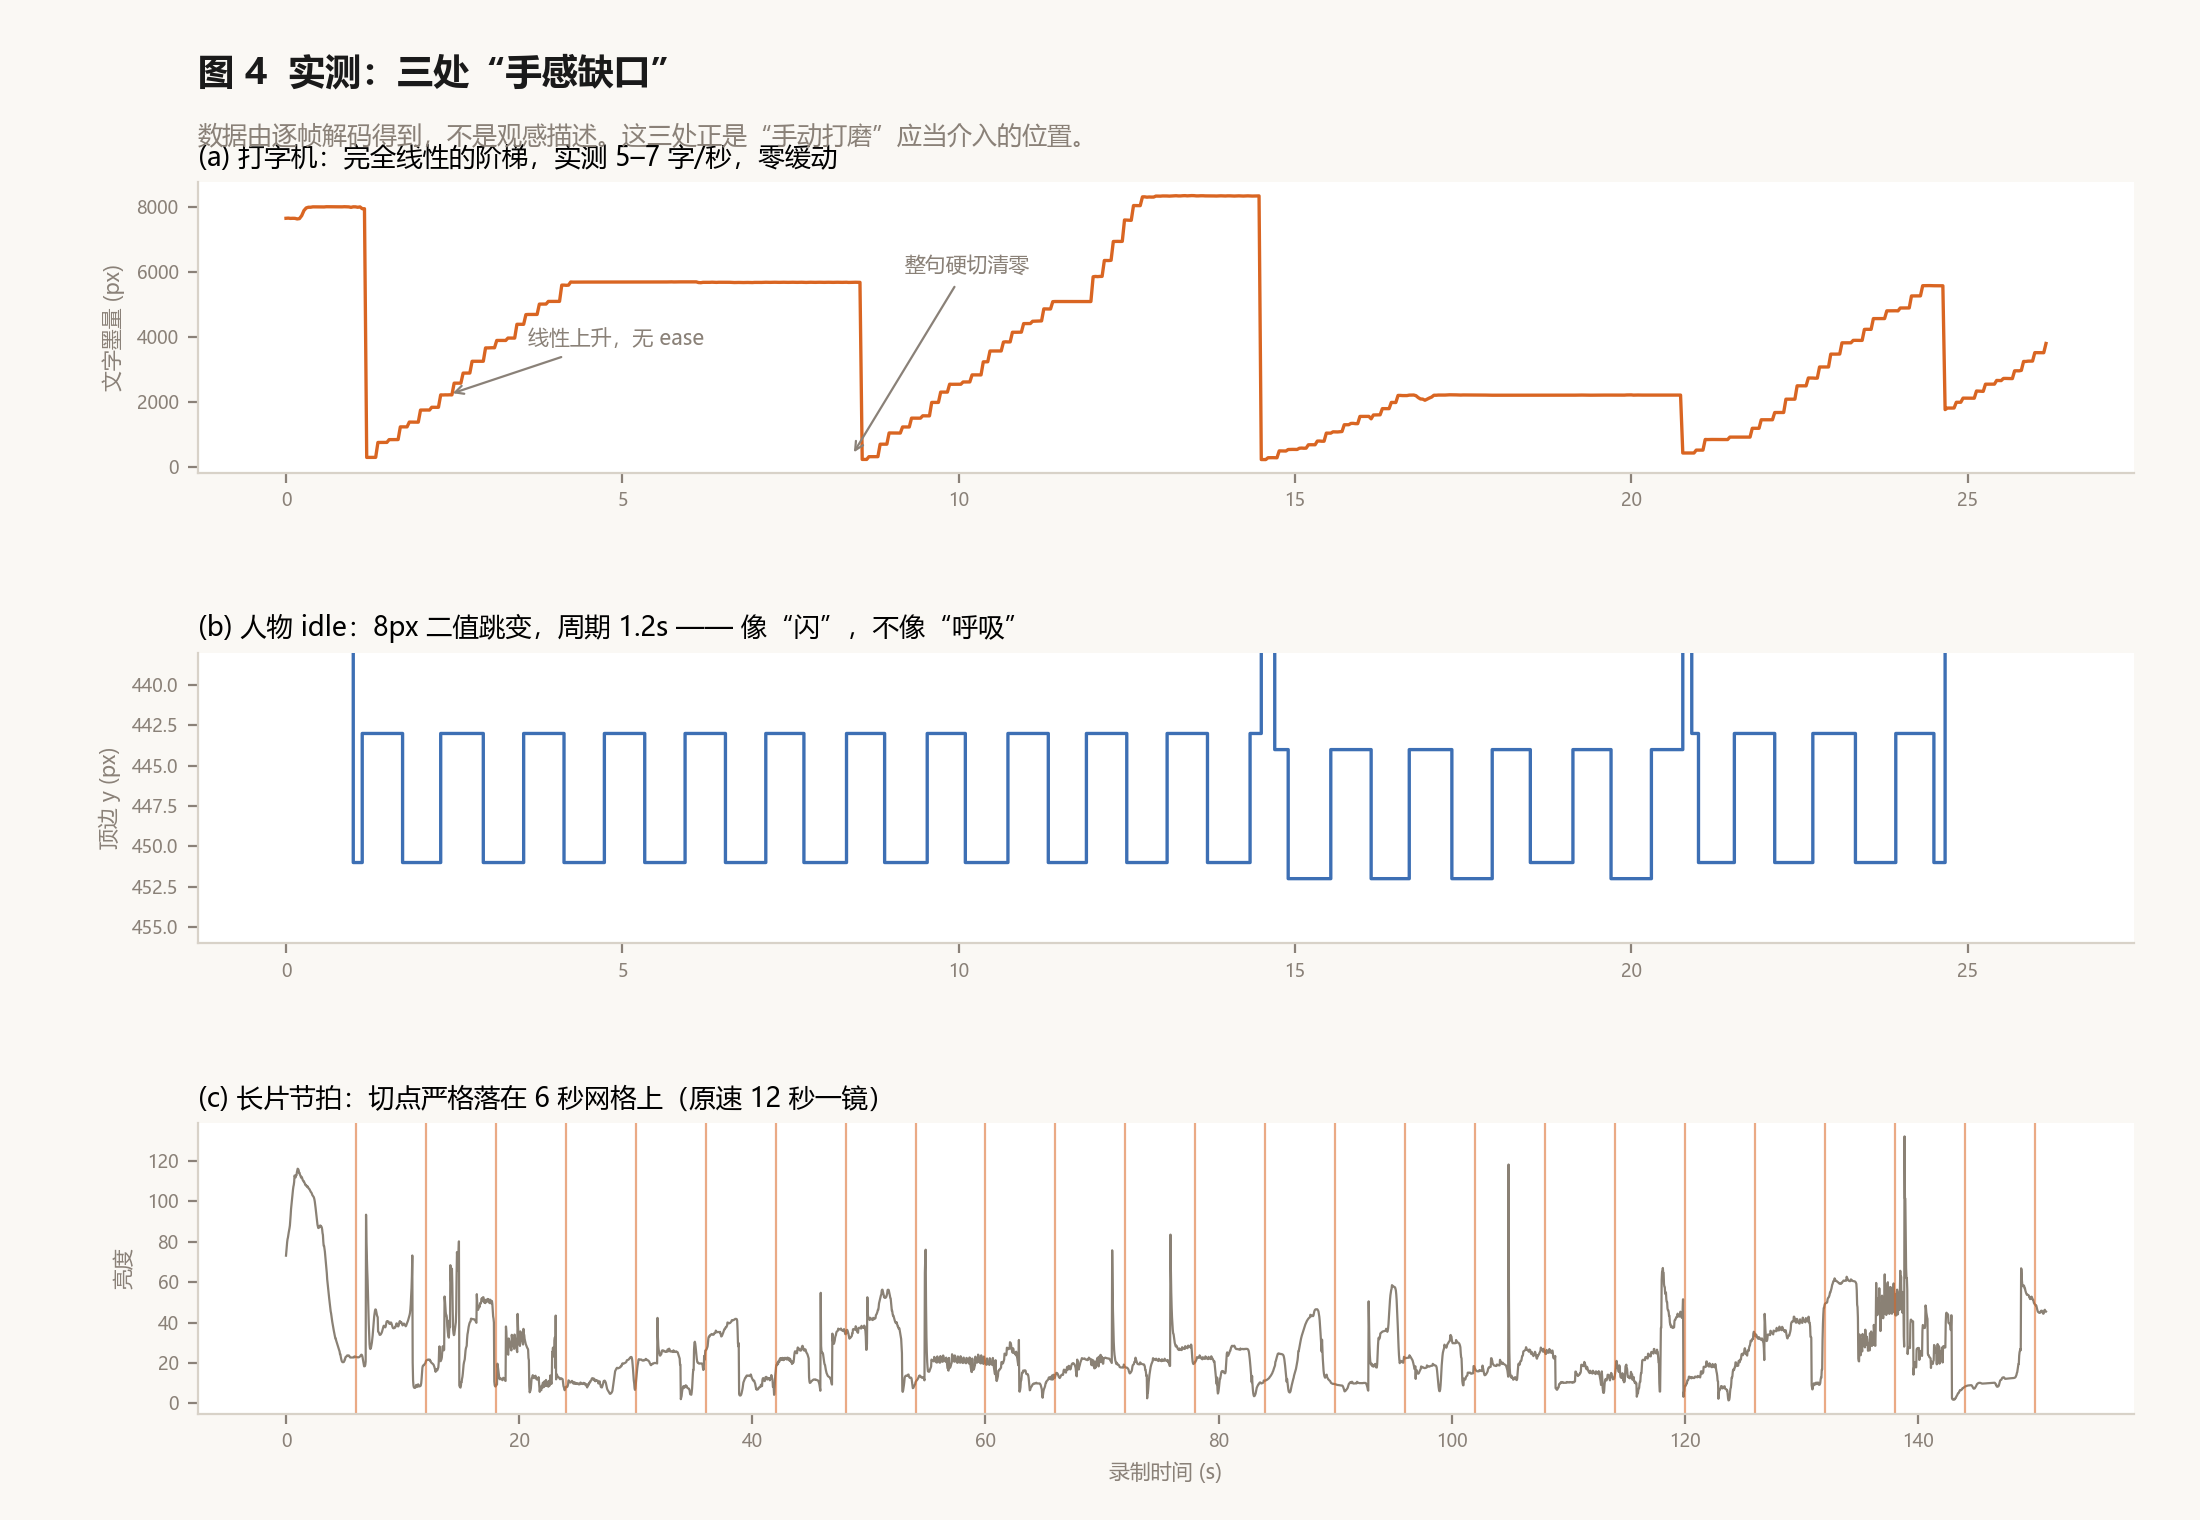 图 4 实测：三处“手感缺口”
数据由逐帧解码得到，不是观感描述。这三处正是“手动打磨”应当介入的位置。
(a) 打字机：完全线性的阶梯，实测 5–7 字/秒，零缓动
8000
6000
4000
2000
0
文字墨量 (px)
整句硬切清零
线性上升，无 ease
0 5 10 15 20 25
(b) 人物 idle：8px 二值跳变，周期 1.2s —— 像“闪”，不像“呼吸”
440.0
442.5
445.0
447.5
450.0
452.5
455.0
顶边 y (px)
0 5 10 15 20 25
(c) 长片节拍：切点严格落在 6 秒网格上（原速 12 秒一镜）
120
100
80
60
40
20
0
亮度
0 20 40 60 80 100 120 140
录制时间 (s)